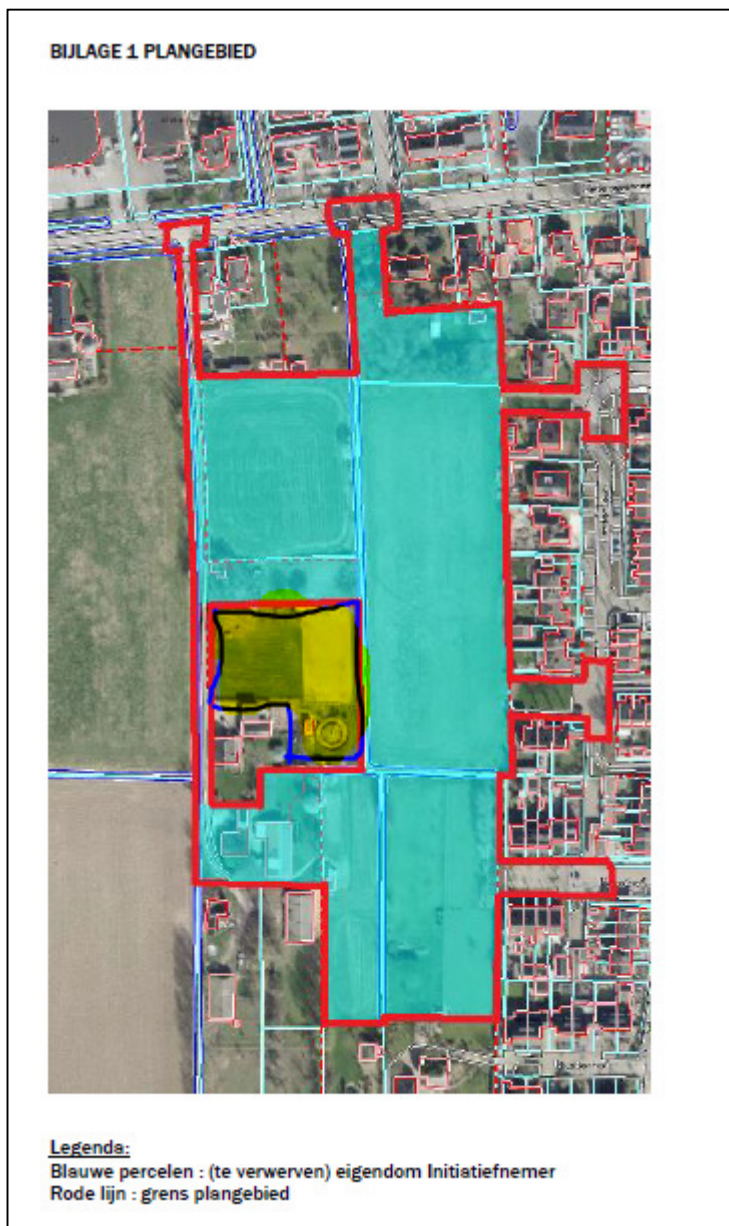 BIJLAGE 1 PLANGEBIED
Legenda:
Blauwe percelen : (te verwerven) eigendom Initiatiefnemer
Rode lijn : grens plangebied